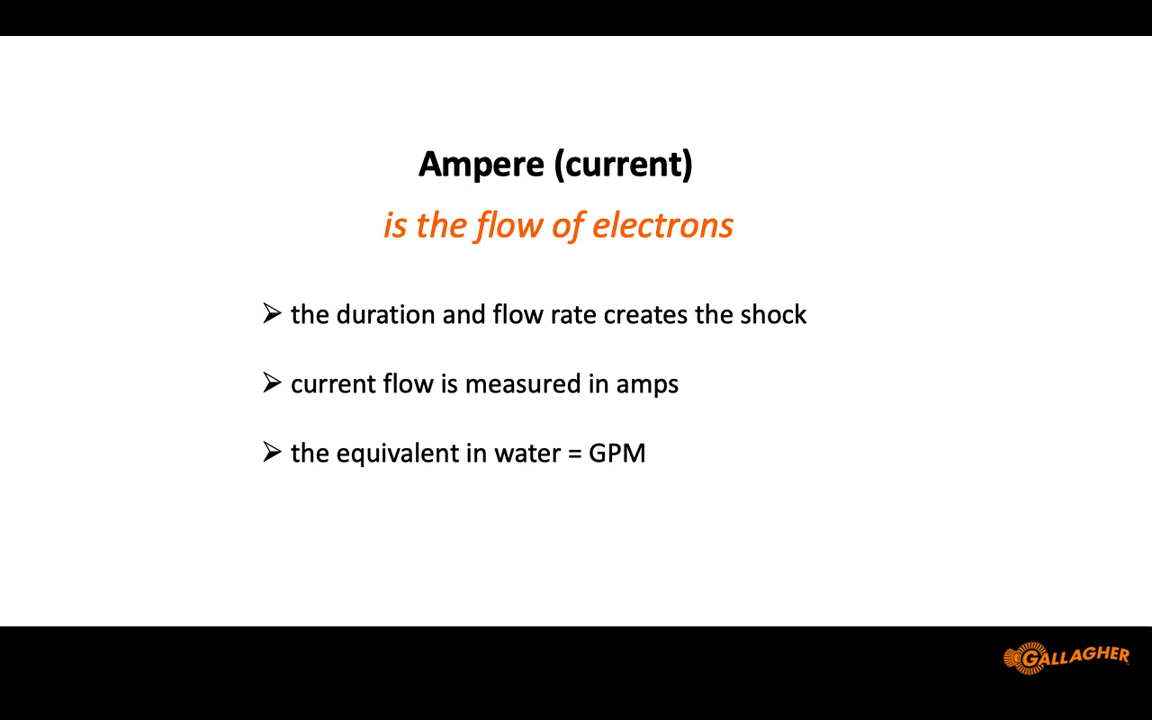 Ampere (current)
is the flow of electrons
➢ the duration and flow rate creates the shock
➢ current flow is measured in amps
➢ the equivalent in water = GPM
GALLAGHER